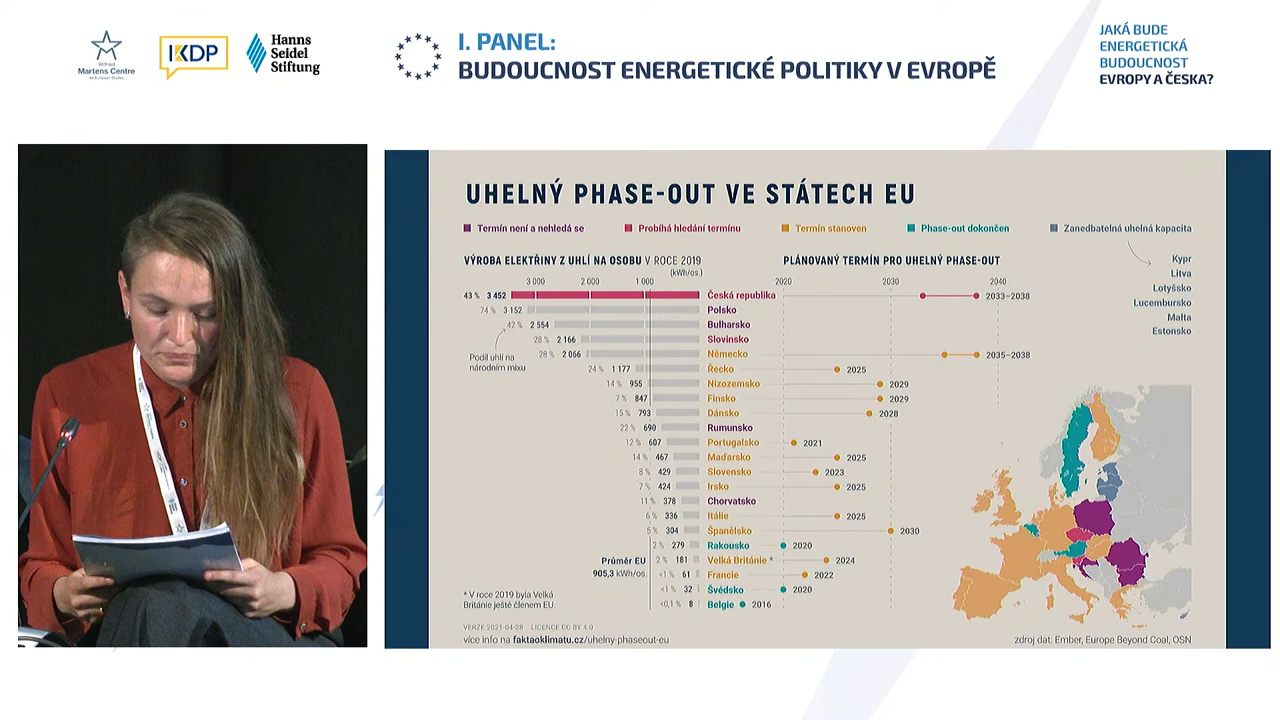 Wilfried
Martens Centre
for European Studies
IKDP
Hanns
Seidel
Stiftung
I. PANEL:
BUDOUCNOST ENERGETICKÉ POLITIKY V EVROPĚ
JAKÁ BUDE
ENERGETICKÁ
BUDOUCNOST
EVROPY A ČESKA?
UHELNÝ PHASE-OUT VE STÁTECH EU
Termín není a nehledá se
Probíhá hledání termínu
Termín stanoven
Phase-out dokončen
Zanedbatelná uhelná kapacita
Kypr
Litva
Lotyšsko
Lucembursko
Malta
Estonsko
VÝROBA ELEKTŘINY Z UHLÍ NA OSOBU V ROCE 2019
(kWh/os.)
PLÁNOVANÝ TERMÍN PRO UHELNÝ PHASE-OUT
3 000 2 000 1 000
2020 2030 2040
43 % 3 452 Česká republika 2033–2038
74 % 3 152 Polsko
42 % 2 554 Bulharsko
28 % 2 166 Slovinsko
28 % 2 056 Německo 2035–2038
Podíl uhlí na
národním mixu
24 % 1 177 Řecko 2025
14 % 955 Nizozemsko 2029
7 % 847 Finsko 2029
15 % 793 Dánsko 2028
22 % 690 Rumunsko
12 % 607 Portugalsko 2021
14 % 467 Maďarsko 2025
8 % 429 Slovensko 2023
7 % 424 Irsko 2025
11 % 378 Chorvatsko
6 % 336 Itálie 2025
5 % 304 Španělsko 2030
2 % 279 Rakousko 2020
2 % 181 Velká Británie * 2024
<1 % 61 Francie 2022
<1 % 32 Švédsko 2020
<0,1 % 8 Belgie 2016
Průměr EU
905,3 kWh/os.
* V roce 2019 byla Velká
Británie ještě členem EU.
VERZE 2021-04-28 LICENCE CC BY 4.0
více info na faktaoklimatu.cz/uhelny-phaseout-eu
zdroj dat: Ember, Europe Beyond Coal, OSN